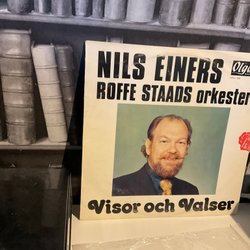 Olga
NILS EINERS
ROFFE STAADS orkester
Visor och Valser